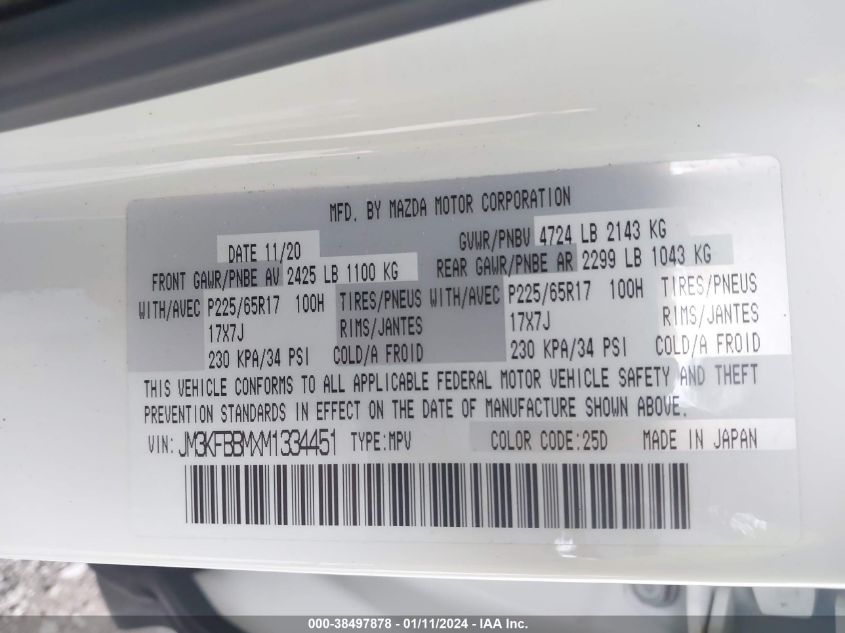 MFD. BY MAZDA MOTOR CORPORATION
DATE 11/20 GVWR/PNBV 4724 LB 2143 KG
FRONT GAWR/PNBE AV 2425 LB 1100 KG REAR GAWR/PNBE AR 2299 LB 1043 KG
WITH/AVEC P225/65R17 100H TIRES/PNEUS WITH/AVEC P225/65R17 100H TIRES/PNEUS
17X7J RIMS/JANTES 17X7J RIMS/JANTES
230 KPA/34 PSI COLD/A FROID 230 KPA/34 PSI COLD/A FROID
THIS VEHICLE CONFORMS TO ALL APPLICABLE FEDERAL MOTOR VEHICLE SAFETY AND THEFT
PREVENTION STANDARDS IN EFFECT ON THE DATE OF MANUFACTURE SHOWN ABOVE.
VIN: JM3KFBBMXM1334451 TYPE:MPV COLOR CODE:25D MADE IN JAPAN
000-38497878 - 01/11/2024 - IAA Inc.